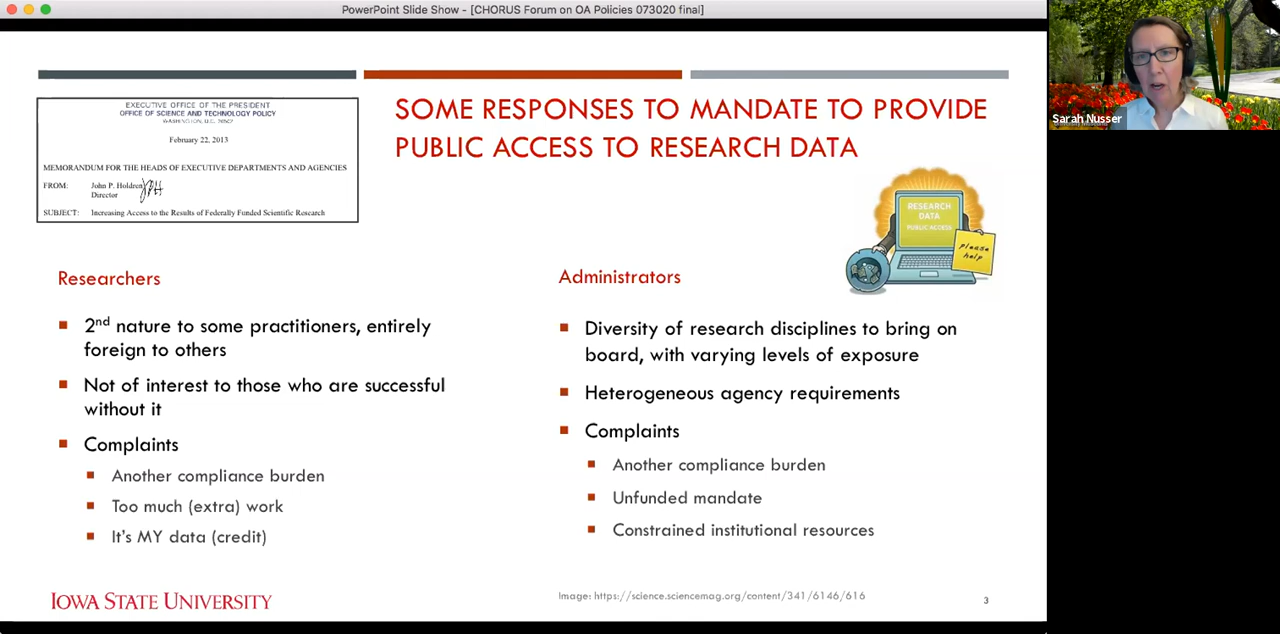 PowerPoint Slide Show - [CHORUS Forum on OA Policies 073020 final]
EXECUTIVE OFFICE OF THE PRESIDENT
OFFICE OF SCIENCE AND TECHNOLOGY POLICY
WASHINGTON, D.C. 20502
February 22, 2013
MEMORANDUM FOR THE HEADS OF EXECUTIVE DEPARTMENTS AND AGENCIES
FROM: John P. Holdren
Director
SUBJECT: Increasing Access to the Results of Federally Funded Scientific Research
SOME RESPONSES TO MANDATE TO PROVIDE
PUBLIC ACCESS TO RESEARCH DATA
RESEARCH
DATA
PUBLIC ACCESS
please
help
Researchers
2nd nature to some practitioners, entirely
foreign to others
Not of interest to those who are successful
without it
Complaints
Another compliance burden
Too much (extra) work
It's MY data (credit)
Administrators
Diversity of research disciplines to bring on
board, with varying levels of exposure
Heterogeneous agency requirements
Complaints
Another compliance burden
Unfunded mandate
Constrained institutional resources
IOWA STATE UNIVERSITY
Image: https://science.sciencemag.org/content/341/6146/616
3
Sarah Nusser